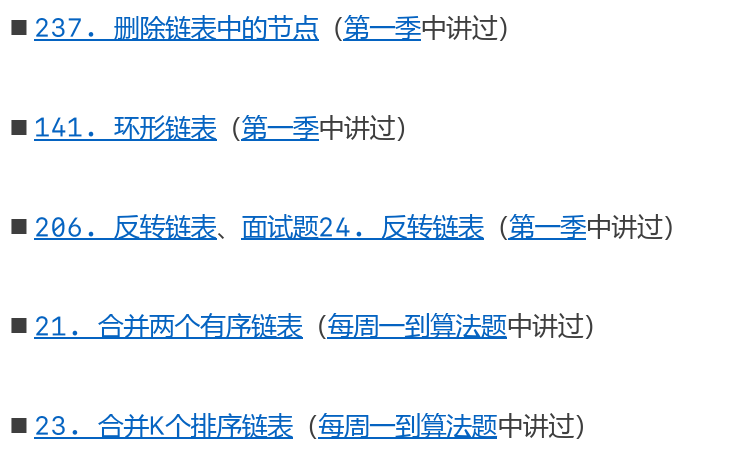 ■ 237. 删除链表中的节点（第一季中讲过）
■ 141. 环形链表（第一季中讲过）
■ 206. 反转链表、面试题24. 反转链表（第一季中讲过）
■ 21. 合并两个有序链表（每周一到算法题中讲过）
■ 23. 合并K个排序链表（每周一到算法题中讲过）